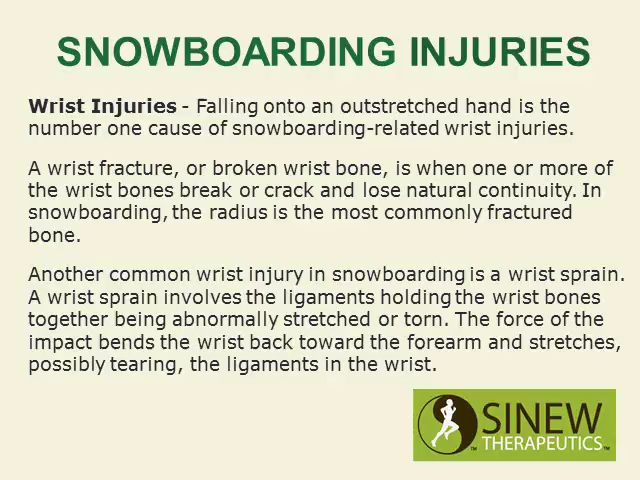 SNOWBOARDING INJURIES
Wrist Injuries - Falling onto an outstretched hand is the
number one cause of snowboarding-related wrist injuries.
A wrist fracture, or broken wrist bone, is when one or more of
the wrist bones break or crack and lose natural continuity. In
snowboarding, the radius is the most commonly fractured
bone.
Another common wrist injury in snowboarding is a wrist sprain.
A wrist sprain involves the ligaments holding the wrist bones
together being abnormally stretched or torn. The force of the
impact bends the wrist back toward the forearm and stretches,
possibly tearing, the ligaments in the wrist.
SINEW
™ THERAPEUTICS™